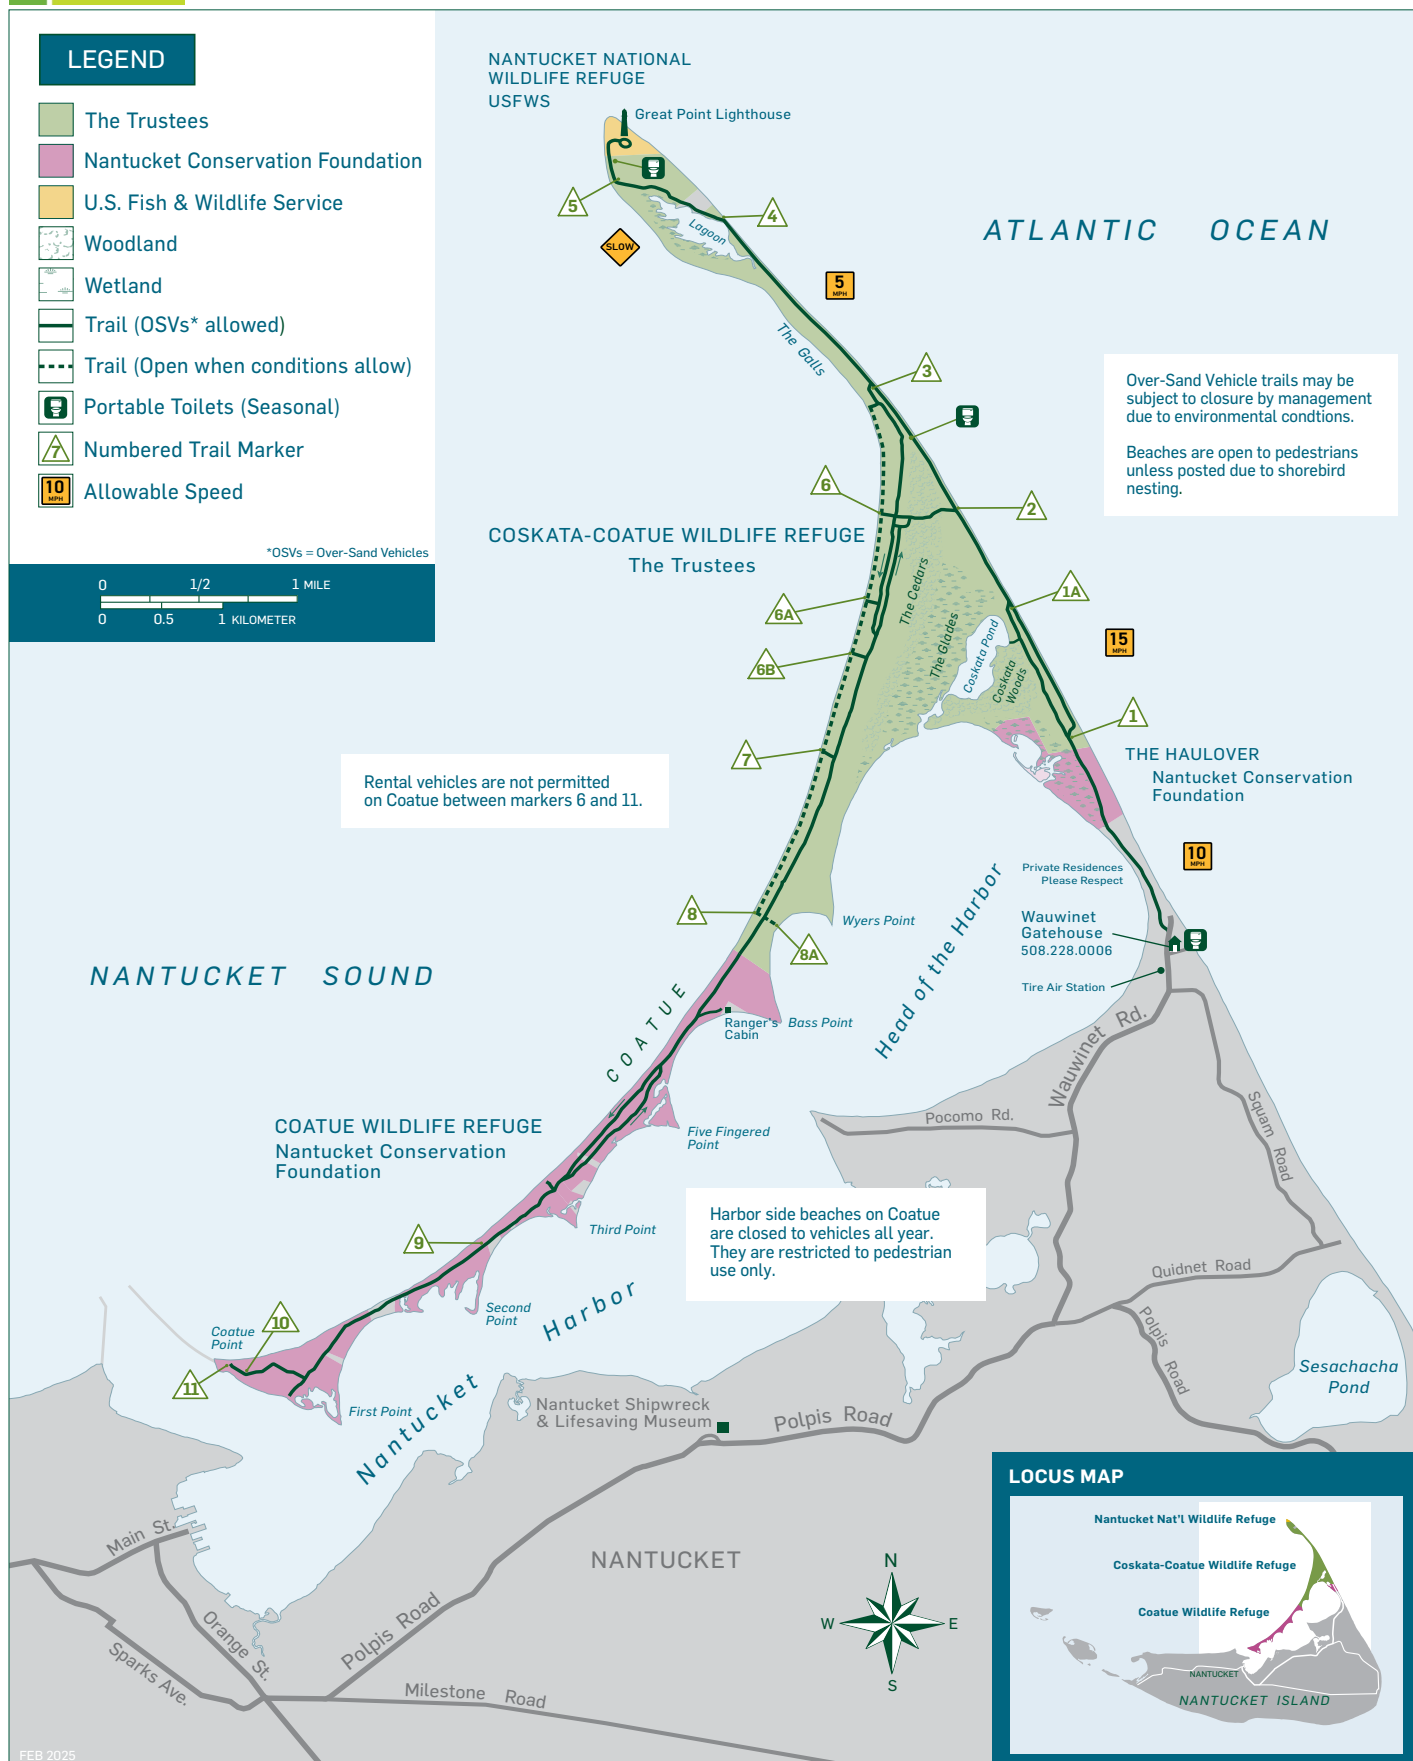 LEGEND
The Trustees
Nantucket Conservation Foundation
U.S. Fish & Wildlife Service
Woodland
Wetland
Trail (OSVs* allowed)
Trail (Open when conditions allow)
Portable Toilets (Seasonal)
7
Numbered Trail Marker
10
MPH
Allowable Speed
*OSVs = Over-Sand Vehicles
0 1/2 1 MILE
0 0.5 1 KILOMETER
NANTUCKET NATIONAL
WILDLIFE REFUGE
USFWS
Great Point Lighthouse
5
4
Lagoon
SLOW
ATLANTIC OCEAN
5
MPH
The Galls
3
Over-Sand Vehicle trails may be
subject to closure by management
due to environmental condtions.
Beaches are open to pedestrians
unless posted due to shorebird
nesting.
6
2
COSKATA-COATUE WILDLIFE REFUGE
The Trustees
The Cedars
6A
1A
The Glades
Coskata Pond
Coskata
Woods
15
MPH
6B
1
7
THE HAULOVER
Nantucket Conservation
Foundation
Rental vehicles are not permitted
on Coatue between markers 6 and 11.
10
MPH
Private Residences
Please Respect
Head of the Harbor
8
Wyers Point
8A
Wauwinet
Gatehouse
508.228.0006
Tire Air Station
NANTUCKET SOUND
COATUE
Ranger's
Cabin
Bass Point
Wauwinet Rd.
Squam Road
Pocomo Rd.
COATUE WILDLIFE REFUGE
Nantucket Conservation
Foundation
Five Fingered
Point
Third Point
Harbor side beaches on Coatue
are closed to vehicles all year.
They are restricted to pedestrian
use only.
9
Second
Point
Quidnet Road
Polpis Road
Coatue
Point
10
11
First Point
Nantucket Harbor
Sesachacha
Pond
Nantucket Shipwreck
& Lifesaving Museum
Polpis Road
Main St.
Orange St.
Sparks Ave.
Polpis Road
Milestone Road
NANTUCKET
N
W
E
S
LOCUS MAP
Nantucket Nat'l Wildlife Refuge
Coskata-Coatue Wildlife Refuge
Coatue Wildlife Refuge
NANTUCKET
NANTUCKET ISLAND
FEB 2025